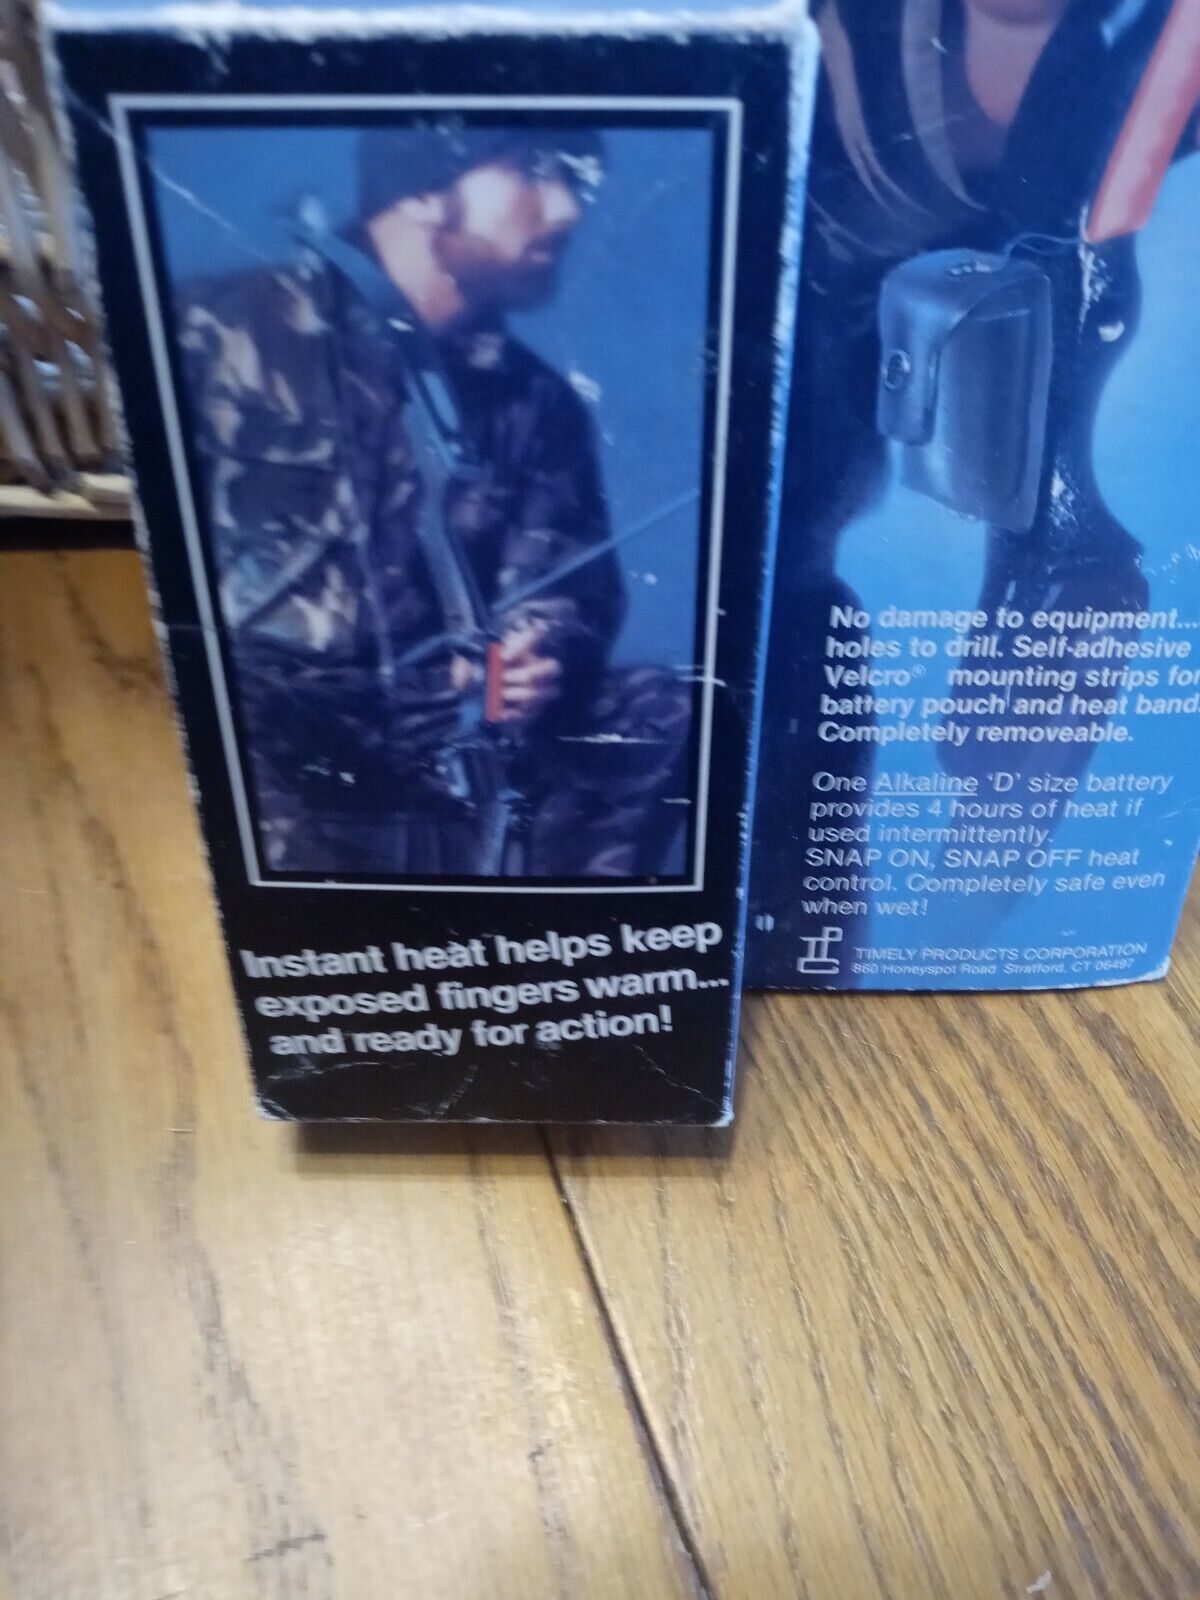 Instant heat helps keep
exposed fingers warm...
and ready for action!
No damage to equipment...
holes to drill. Self-adhesive
Velcro® mounting strips for
battery pouch and heat band.
Completely removeable.
One Alkaline 'D' size battery
provides 4 hours of heat if
used intermittently.
SNAP ON, SNAP OFF heat
control. Completely safe even
when wet!
TIMELY PRODUCTS CORPORATION
860 Honeyspot Road Stratford, CT 06497